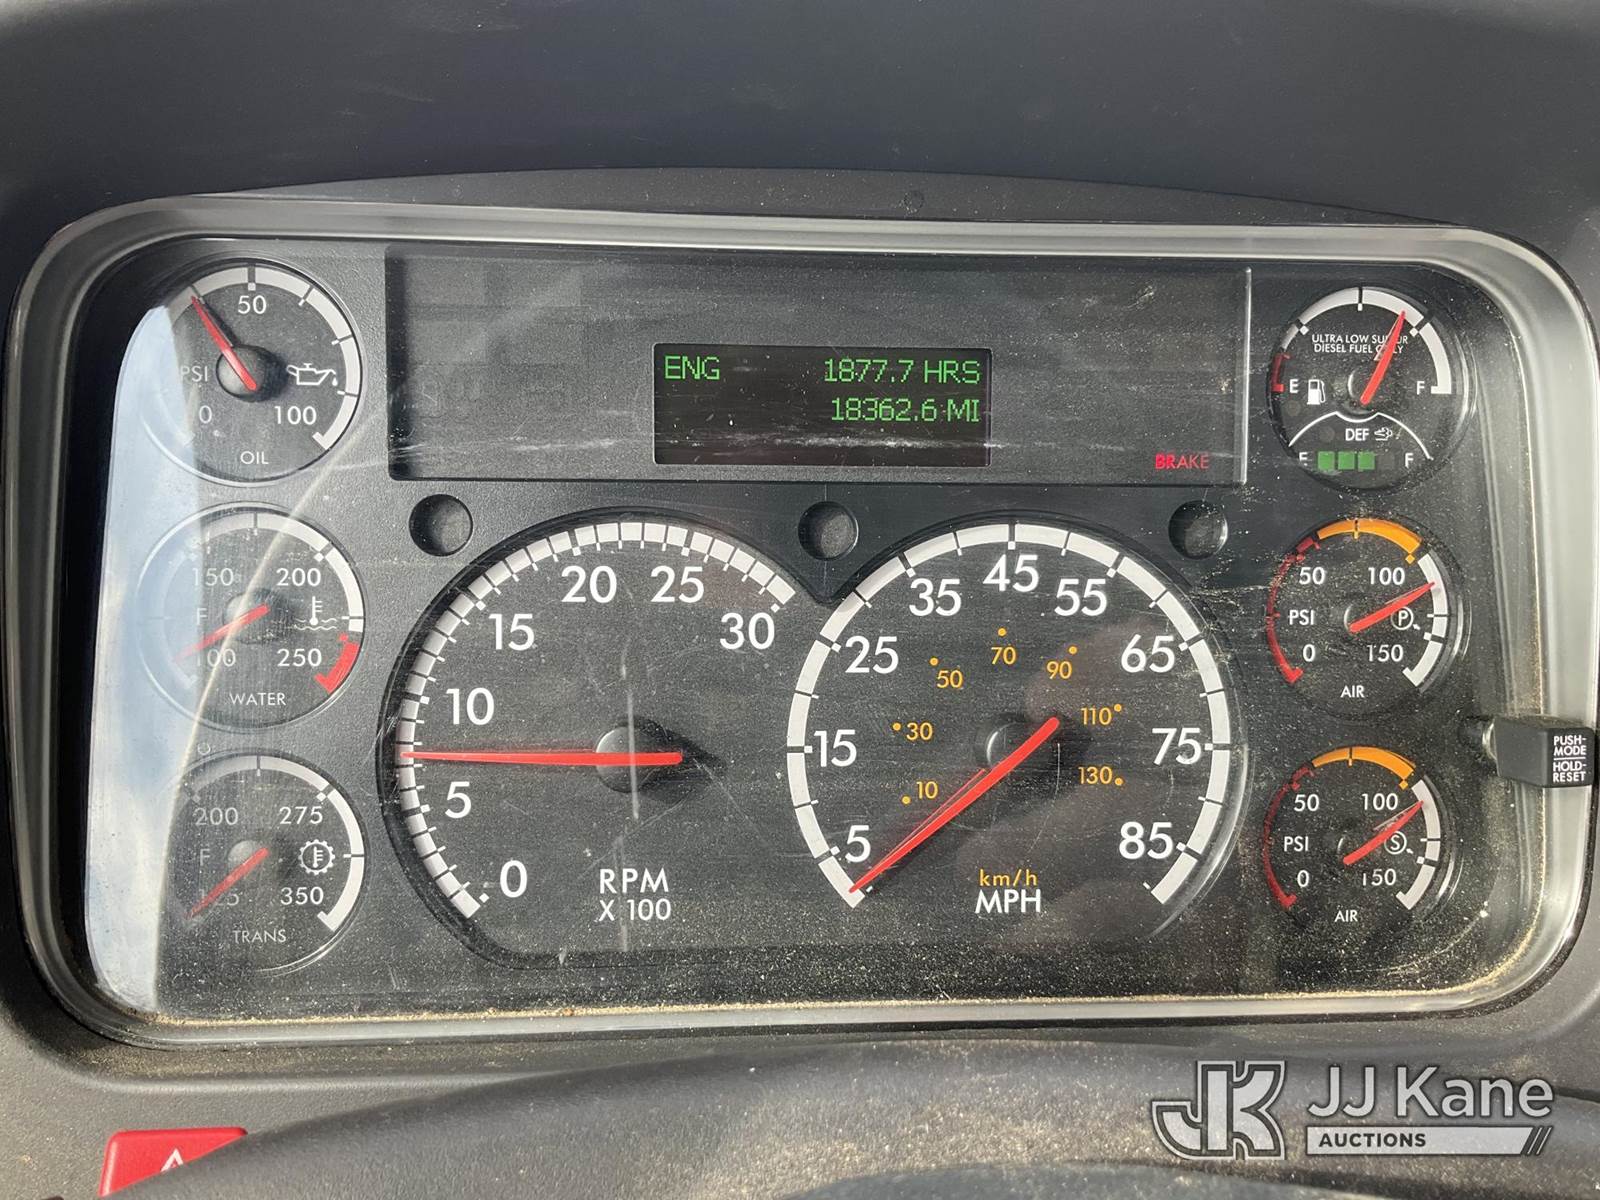 50
PSI
0
100
OIL
ENG 1877.7 HRS
18362.6 MI
BRAKE
ULTRA LOW
DIESEL FUEL ONLY
E F
DEF
E F
150 200
F
100 250
WATER
0
5
10
15
20
25
30
RPM
X 100
5
15
25
35
45
55
65
75
85
10
30
50
70
90
110
130
km/h
MPH
50 100
PSI P
0 150
AIR
PUSH-
MODE
HOLD-
RESET
200 275
F
350
TRANS
50 100
PSI S
0 150
AIR
JK JJ Kane
AUCTIONS